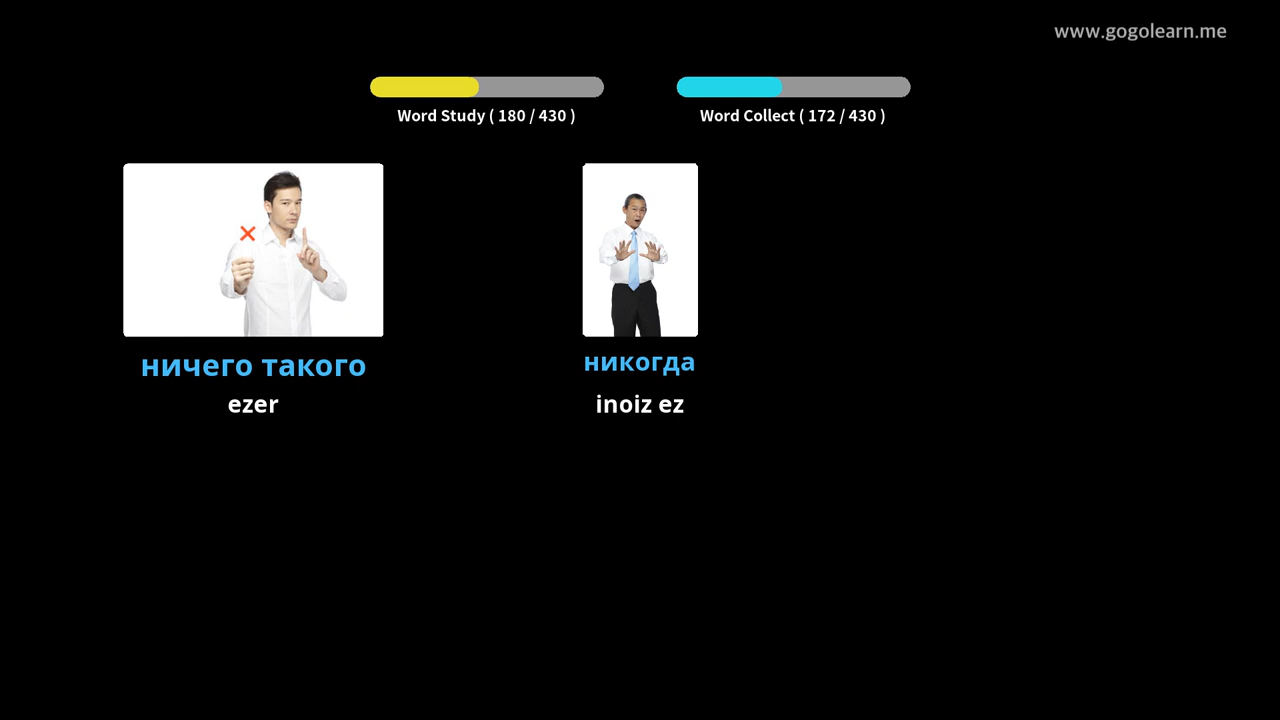 www.gogolearn.me
Word Study ( 180 / 430 )
Word Collect ( 172 / 430 )
ничего такого
никогда
ezer
inoiz ez